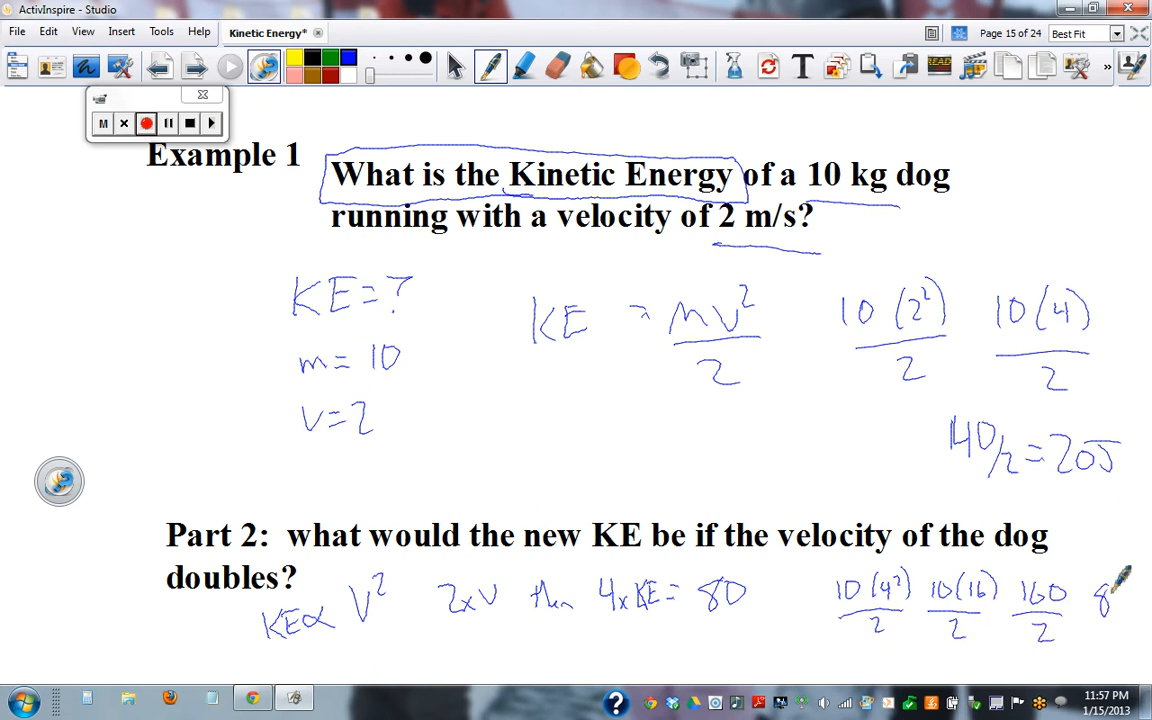 ActivInspire - Studio
File Edit View Insert Tools Help Kinetic Energy* Page 15 of 24 Best Fit
M
Example 1
What is the Kinetic Energy of a 10 kg dog
running with a velocity of 2 m/s?
KE = ?
m = 10
v = 2
KE = mv²/2 10(2²)/2 10(4)/2
40/2 = 20J
Part 2: what would the new KE be if the velocity of the dog
doubles?
KE∝ V² 2xV then 4xKE = 80 10(4²)/2 10(16)/2 160/2 8
11:57 PM
1/15/2013